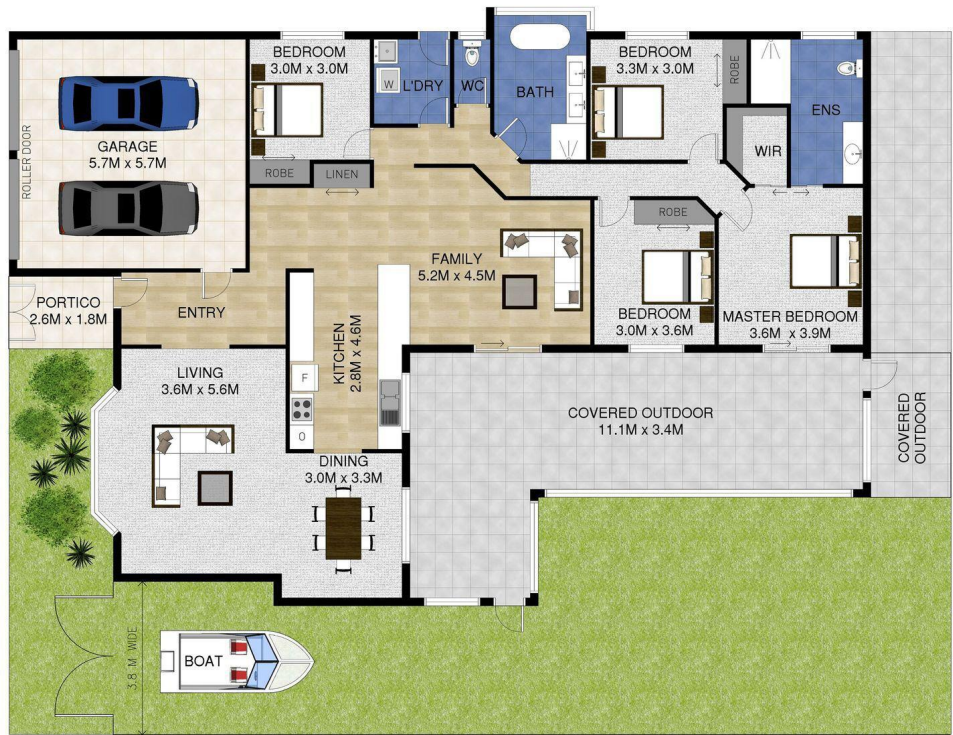 BEDROOM
3.0M x 3.0M
W
L'DRY
WC
BATH
BEDROOM
3.3M x 3.0M
ROBE
ENS
WIR
ROLLER DOOR
GARAGE
5.7M x 5.7M
ROBE
LINEN
ROBE
FAMILY
5.2M x 4.5M
PORTICO
2.6M x 1.8M
ENTRY
BEDROOM
3.0M x 3.6M
MASTER BEDROOM
3.6M x 3.9M
KITCHEN
2.8M x 4.6M
F
O
LIVING
3.6M x 5.6M
COVERED OUTDOOR
11.1M x 3.4M
COVERED
OUTDOOR
DINING
3.0M x 3.3M
3.8 M WIDE
BOAT